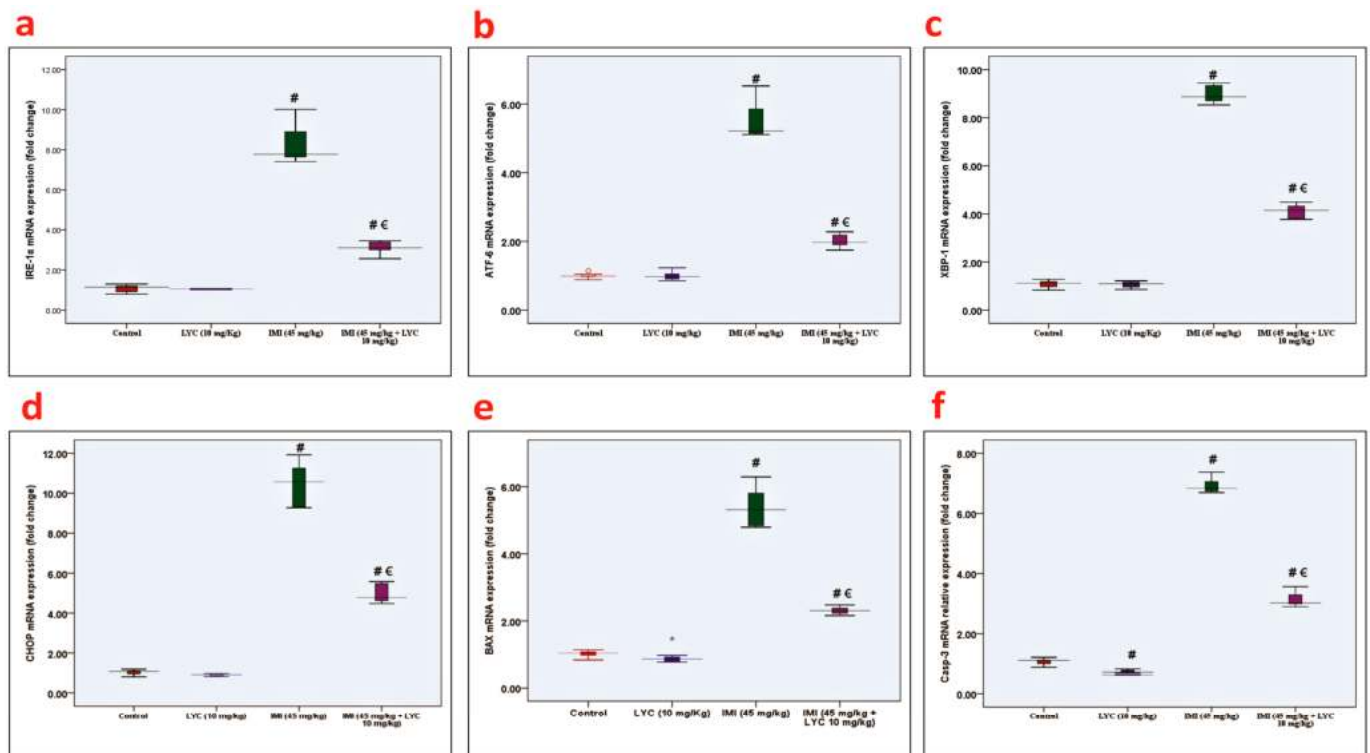 a
IRE-1α mRNA expression (fold change)
12.00
10.00
8.00
6.00
4.00
2.00
0.00
#
# €
Control
LYC (10 mg/Kg)
IMI (45 mg/kg)
IMI (45 mg/kg + LYC
10 mg/kg)
b
ATF-6 mRNA expression (fold change)
6.00
4.00
2.00
0.00
#
# €
Control
LYC (10 mg/kg)
IMI (45 mg/kg)
IMI (45 mg/kg + LYC
10 mg/kg)
c
XBP-1 mRNA expression (fold change)
10.00
8.00
6.00
4.00
2.00
0.00
#
# €
Control
LYC (10 mg/Kg)
IMI (45 mg/kg)
IMI (45 mg/kg + LYC
10 mg/kg)
d
CHOP mRNA expression (fold change)
12.00
10.00
8.00
6.00
4.00
2.00
0.00
#
# €
Control
LYC (10 mg/kg)
IMI (45 mg/kg)
IMI (45 mg/kg + LYC
10 mg/kg)
e
BAX mRNA expression (fold change)
6.00
4.00
2.00
0.00
#
# €
Control
LYC (10 mg/Kg)
IMI (45 mg/kg)
IMI (45 mg/kg +
LYC 10 mg/kg)
f
Casp-3 mRNA relative expression (fold change)
8.00
6.00
4.00
2.00
0.00
#
#
# €
Control
LYC (10 mg/kg)
IMI (45 mg/kg)
IMI (45 mg/kg + LYC
10 mg/kg)